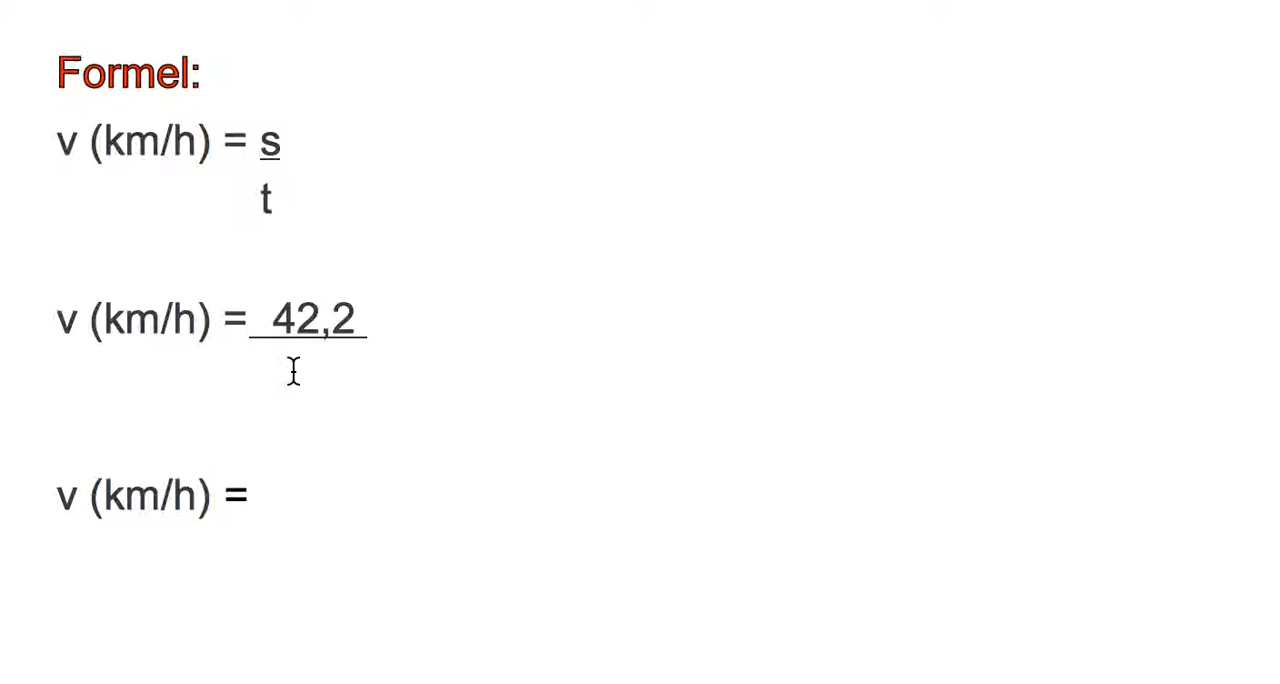 Formel:
v (km/h) = s
t
v (km/h) = 42,2
v (km/h) =